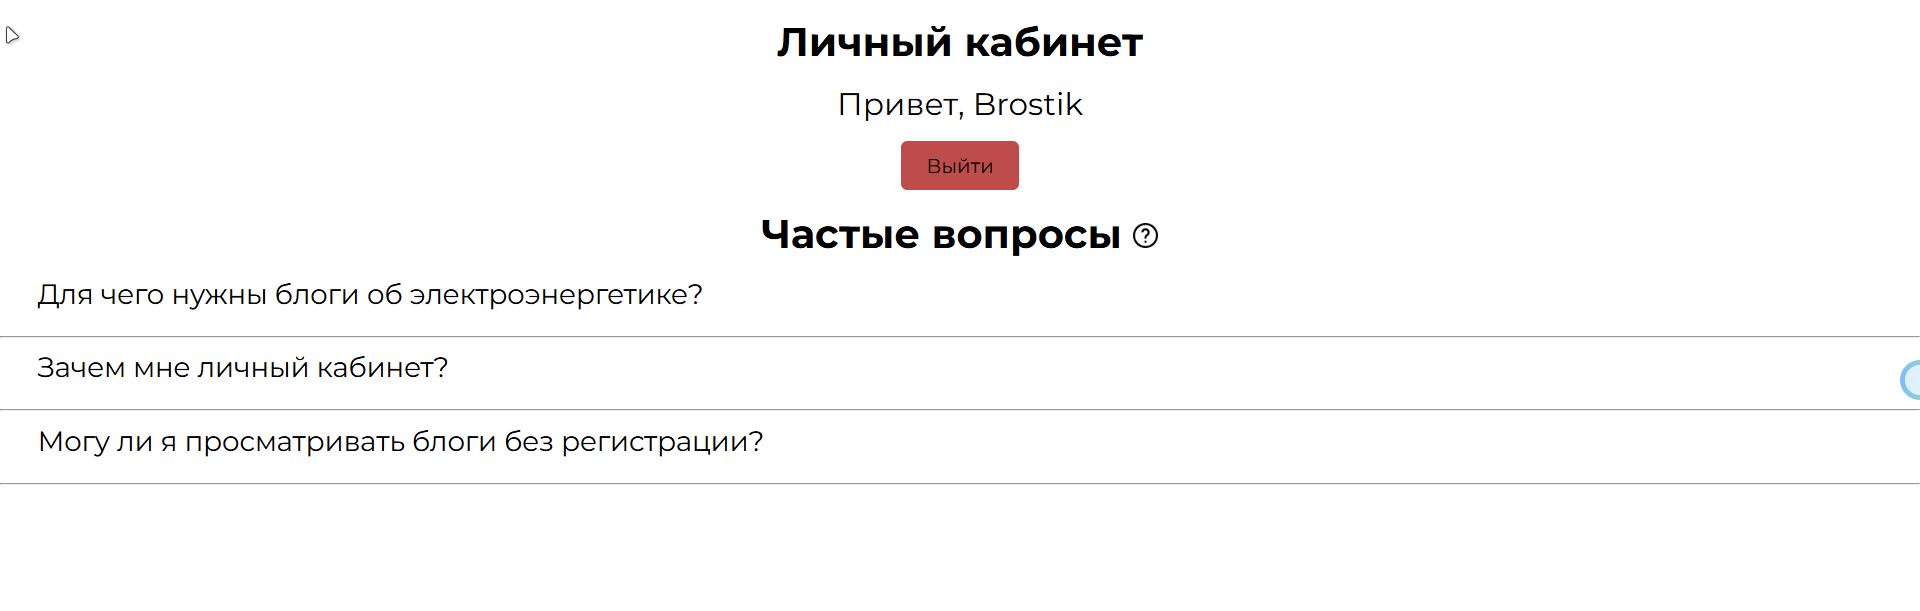 Личный кабинет
Привет, Brostik
Выйти
Частые вопросы
Для чего нужны блоги об электроэнергетике?
Зачем мне личный кабинет?
Могу ли я просматривать блоги без регистрации?